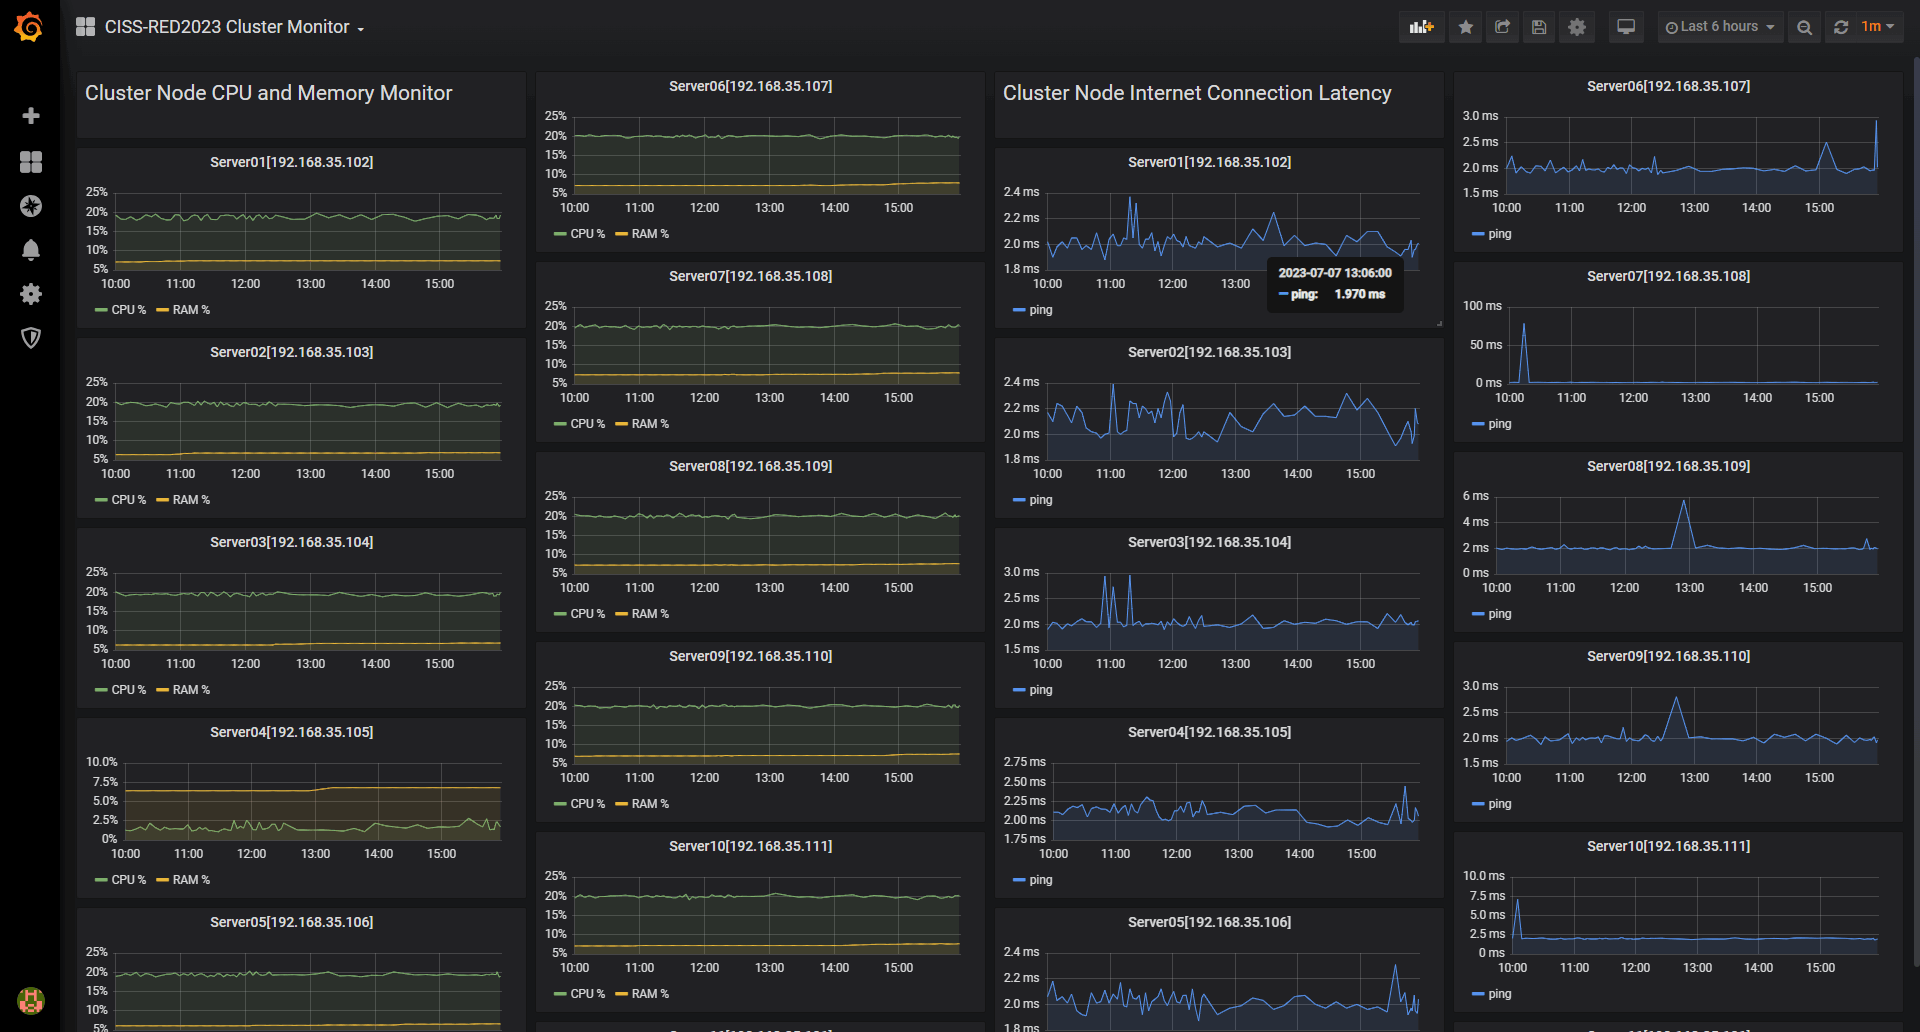 CISS-RED2023 Cluster Monitor
Last 6 hours
1m
Cluster Node CPU and Memory Monitor
Server01[192.168.35.102]
25%
20%
15%
10%
5%
10:00 11:00 12:00 13:00 14:00 15:00
CPU % RAM %
Server02[192.168.35.103]
25%
20%
15%
10%
5%
10:00 11:00 12:00 13:00 14:00 15:00
CPU % RAM %
Server03[192.168.35.104]
25%
20%
15%
10%
5%
10:00 11:00 12:00 13:00 14:00 15:00
CPU % RAM %
Server04[192.168.35.105]
10.0%
7.5%
5.0%
2.5%
0%
10:00 11:00 12:00 13:00 14:00 15:00
CPU % RAM %
Server05[192.168.35.106]
25%
20%
15%
10%
5%
Server06[192.168.35.107]
25%
20%
15%
10%
5%
10:00 11:00 12:00 13:00 14:00 15:00
CPU % RAM %
Server07[192.168.35.108]
25%
20%
15%
10%
5%
10:00 11:00 12:00 13:00 14:00 15:00
CPU % RAM %
Server08[192.168.35.109]
25%
20%
15%
10%
5%
10:00 11:00 12:00 13:00 14:00 15:00
CPU % RAM %
Server09[192.168.35.110]
25%
20%
15%
10%
5%
10:00 11:00 12:00 13:00 14:00 15:00
CPU % RAM %
Server10[192.168.35.111]
25%
20%
15%
10%
5%
10:00 11:00 12:00 13:00 14:00 15:00
CPU % RAM %
Cluster Node Internet Connection Latency
Server01[192.168.35.102]
2.4 ms
2.2 ms
2.0 ms
1.8 ms
10:00 11:00 12:00 13:00
2023-07-07 13:06:00
ping: 1.970 ms
ping
Server02[192.168.35.103]
2.4 ms
2.2 ms
2.0 ms
1.8 ms
10:00 11:00 12:00 13:00 14:00 15:00
ping
Server03[192.168.35.104]
3.0 ms
2.5 ms
2.0 ms
1.5 ms
10:00 11:00 12:00 13:00 14:00 15:00
ping
Server04[192.168.35.105]
2.75 ms
2.50 ms
2.25 ms
2.00 ms
1.75 ms
10:00 11:00 12:00 13:00 14:00 15:00
ping
Server05[192.168.35.106]
2.4 ms
2.2 ms
2.0 ms
1.8 ms
Server06[192.168.35.107]
3.0 ms
2.5 ms
2.0 ms
1.5 ms
10:00 11:00 12:00 13:00 14:00 15:00
ping
Server07[192.168.35.108]
100 ms
50 ms
0 ms
10:00 11:00 12:00 13:00 14:00 15:00
ping
Server08[192.168.35.109]
6 ms
4 ms
2 ms
0 ms
10:00 11:00 12:00 13:00 14:00 15:00
ping
Server09[192.168.35.110]
3.0 ms
2.5 ms
2.0 ms
1.5 ms
10:00 11:00 12:00 13:00 14:00 15:00
ping
Server10[192.168.35.111]
10.0 ms
7.5 ms
5.0 ms
2.5 ms
0 ms
10:00 11:00 12:00 13:00 14:00 15:00
ping